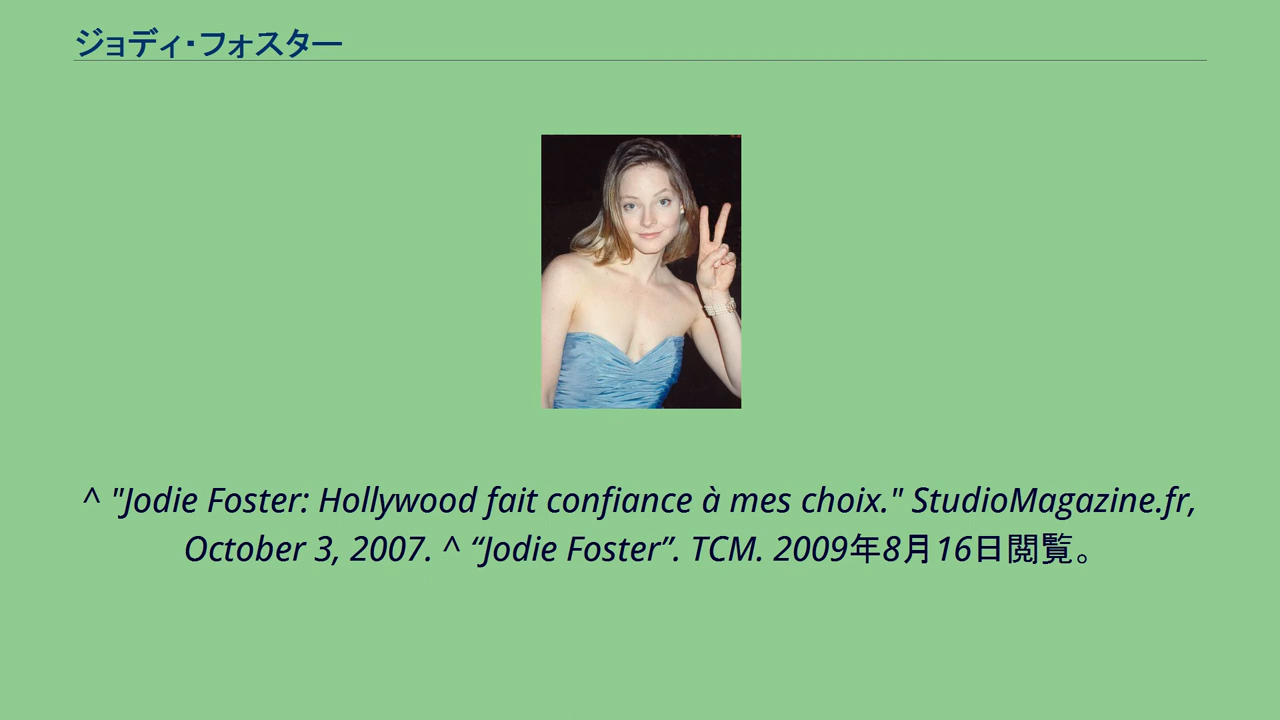 ジョディ・フォスター
^ "Jodie Foster: Hollywood fait confiance à mes choix." StudioMagazine.fr,
October 3, 2007. ^ “Jodie Foster”. TCM. 2009年8月16日閲覧。